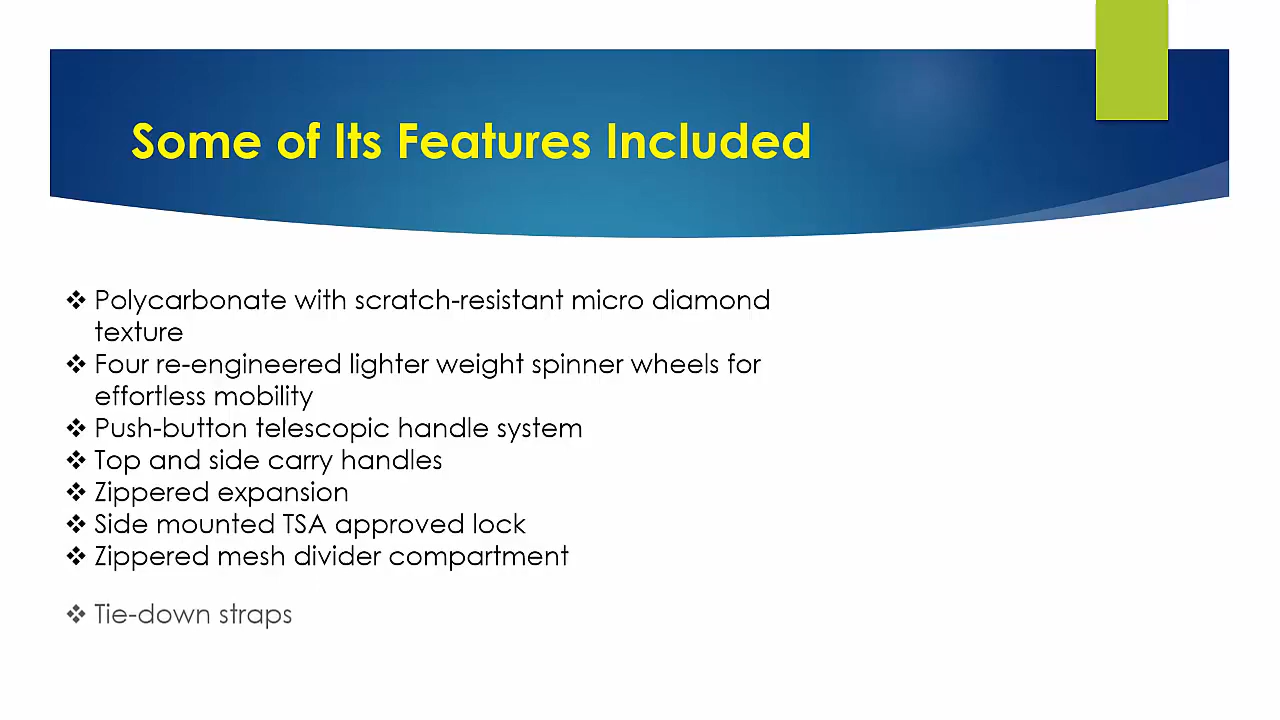 Some of Its Features Included
❖ Polycarbonate with scratch-resistant micro diamond
texture
❖ Four re-engineered lighter weight spinner wheels for
effortless mobility
❖ Push-button telescopic handle system
❖ Top and side carry handles
❖ Zippered expansion
❖ Side mounted TSA approved lock
❖ Zippered mesh divider compartment
❖ Tie-down straps